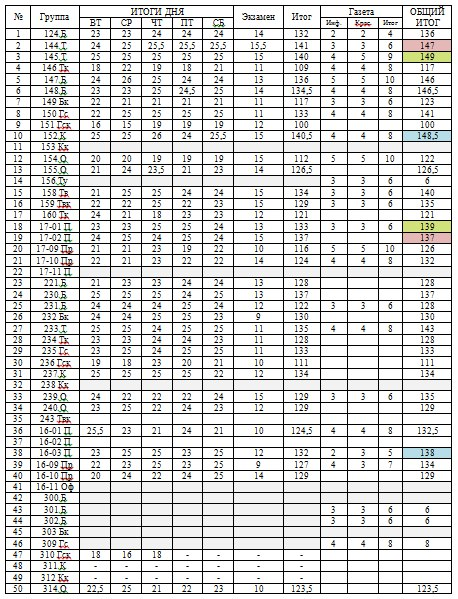 № Группа ИТОГИ ДНЯ Экзамен Итог Газета ОБЩИЙ ИТОГ
ВТ СР ЧТ ПТ СБ Инф. Крас. Итог
1 124.Б 23 23 24 24 24 14 132 2 2 4 136
2 144.Т 24 25 25,5 25,5 25,5 15,5 141 3 3 6 147
3 145.Т 25 25 25 25 25 15 140 4 5 9 149
4 146 Тк 18 22 19 18 21 11 109 4 4 8 117
5 147.Б 24 26 25 24 24 13 136 5 5 10 146
6 148.Б 23 23 25 24,5 25 14 134,5 4 4 8 146,5
7 149 Бк 22 21 21 21 21 11 117 3 3 6 123
8 150 Гс 22 25 25 25 25 11 133 4 4 8 141
9 151 Гск 16 15 19 19 19 12 100 100
10 152.К 25 25 26 24 25,5 15 140,5 4 4 8 148,5
11 153 Кк
12 154.О 20 20 19 19 19 15 112 5 5 10 122
13 155.О 21 24 23,5 21 23 14 126,5 126,5
14 156.Ту 3 3 6 6
15 158 Тв 21 25 25 24 24 15 134 3 3 6 140
16 159 Твк 22 25 22 22 23 15 129 3 3 6 135
17 160 Тк 24 21 18 23 23 12 121 121
18 17-01 П 23 23 25 25 24 13 133 3 3 6 139
19 17-02 П 24 25 25 24 24 15 137 137
20 17-09 Пр 21 21 23 19 22 10 116 5 5 10 126
21 17-10 Пр 22 21 22 22 22 14 124 4 4 8 132
22 17-11 П
23 221.Б 21 23 23 24 24 13 128 128
24 230.Б 25 25 25 24 25 13 137 137
25 231.Б 24 24 24 25 24 12 122 3 3 6 128
26 232 Бк 24 24 25 24 23 9 130 130
27 233.Т 25 25 25 24 25 11 135 4 4 8 143
28 234 Тк 23 23 24 24 23 11 128 128
29 235 Гс 23 25 25 24 25 11 133 133
30 236 Гск 19 18 23 20 21 10 111 111
31 237.К 25 25 25 25 22 12 134 134
32 238 Кк
33 239.О 24 22 22 22 24 15 129 3 3 6 135
34 240.О 23 25 22 24 23 12 129 129
35 243 Твк
36 16-01 П 25,5 23 21 24 21 10 124,5 4 4 8 132,5
37 16-02 П
38 16-03 П 23 25 25 23 25 12 132 2 3 5 138
39 16-09 Пр 22 23 25 23 25 9 127 4 3 7 134
40 16-10 Пр 20 24 22 24 25 14 129 129
41 16-11 Оф
42 300.Б
43 301.Б 3 3 6 6
44 302.Б 3 3 6 6
45 303 Бк
46 309 Гс 4 4 8 8
47 310 Гск 18 16 18 - - - -
48 311.К - - - - - - -
49 312 Кк - - - - - - -
50 314.О 22,5 25 21 22 23 10 123,5 123,5